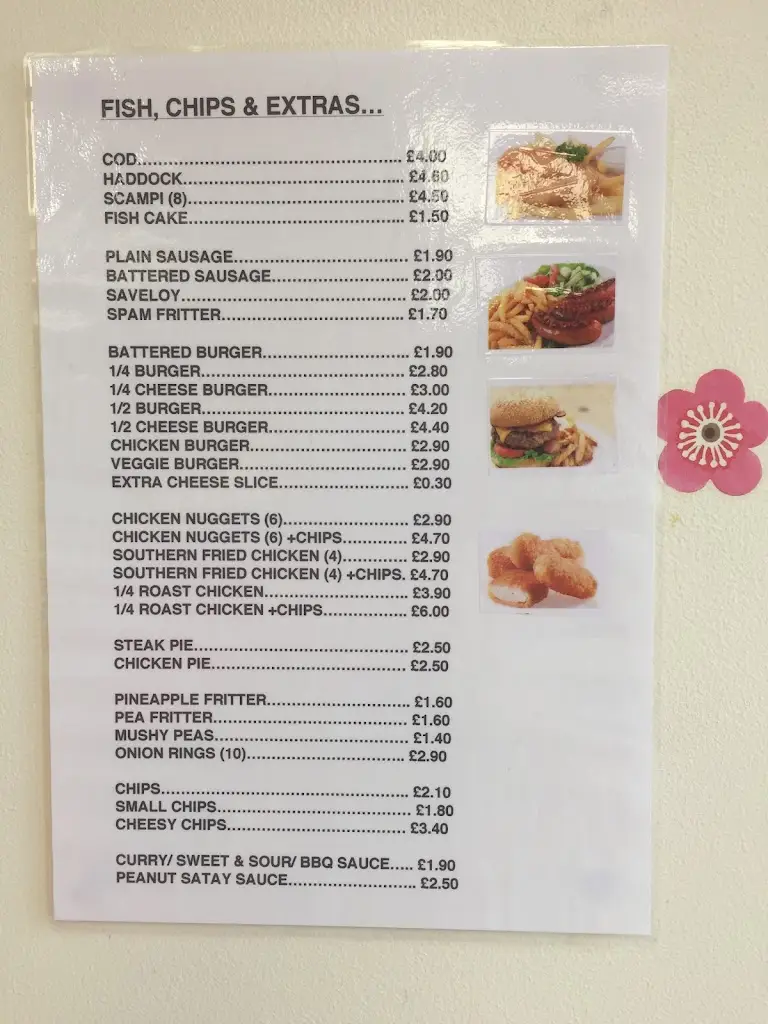 FISH, CHIPS & EXTRAS...
COD................................................ £4.00
HADDOCK........................................ £4.60
SCAMPI (8)....................................... £4.50
FISH CAKE....................................... £1.50
PLAIN SAUSAGE................................ £1.90
BATTERED SAUSAGE......................... £2.00
SAVELOY......................................... £2.00
SPAM FRITTER.................................. £1.70
BATTERED BURGER........................... £1.90
1/4 BURGER...................................... £2.80
1/4 CHEESE BURGER......................... £3.00
1/2 BURGER...................................... £4.20
1/2 CHEESE BURGER......................... £4.40
CHICKEN BURGER............................. £2.90
VEGGIE BURGER............................... £2.90
EXTRA CHEESE SLICE........................ £0.30
CHICKEN NUGGETS (6)....................... £2.90
CHICKEN NUGGETS (6) +CHIPS............ £4.70
SOUTHERN FRIED CHICKEN (4)............ £2.90
SOUTHERN FRIED CHICKEN (4) +CHIPS. £4.70
1/4 ROAST CHICKEN.......................... £3.90
1/4 ROAST CHICKEN +CHIPS............... £6.00
STEAK PIE........................................ £2.50
CHICKEN PIE..................................... £2.50
PINEAPPLE FRITTER.......................... £1.60
PEA FRITTER.................................... £1.60
MUSHY PEAS.................................... £1.40
ONION RINGS (10).............................. £2.90
CHIPS.............................................. £2.10
SMALL CHIPS.................................... £1.80
CHEESY CHIPS.................................. £3.40
CURRY/ SWEET & SOUR/ BBQ SAUCE..... £1.90
PEANUT SATAY SAUCE........................ £2.50